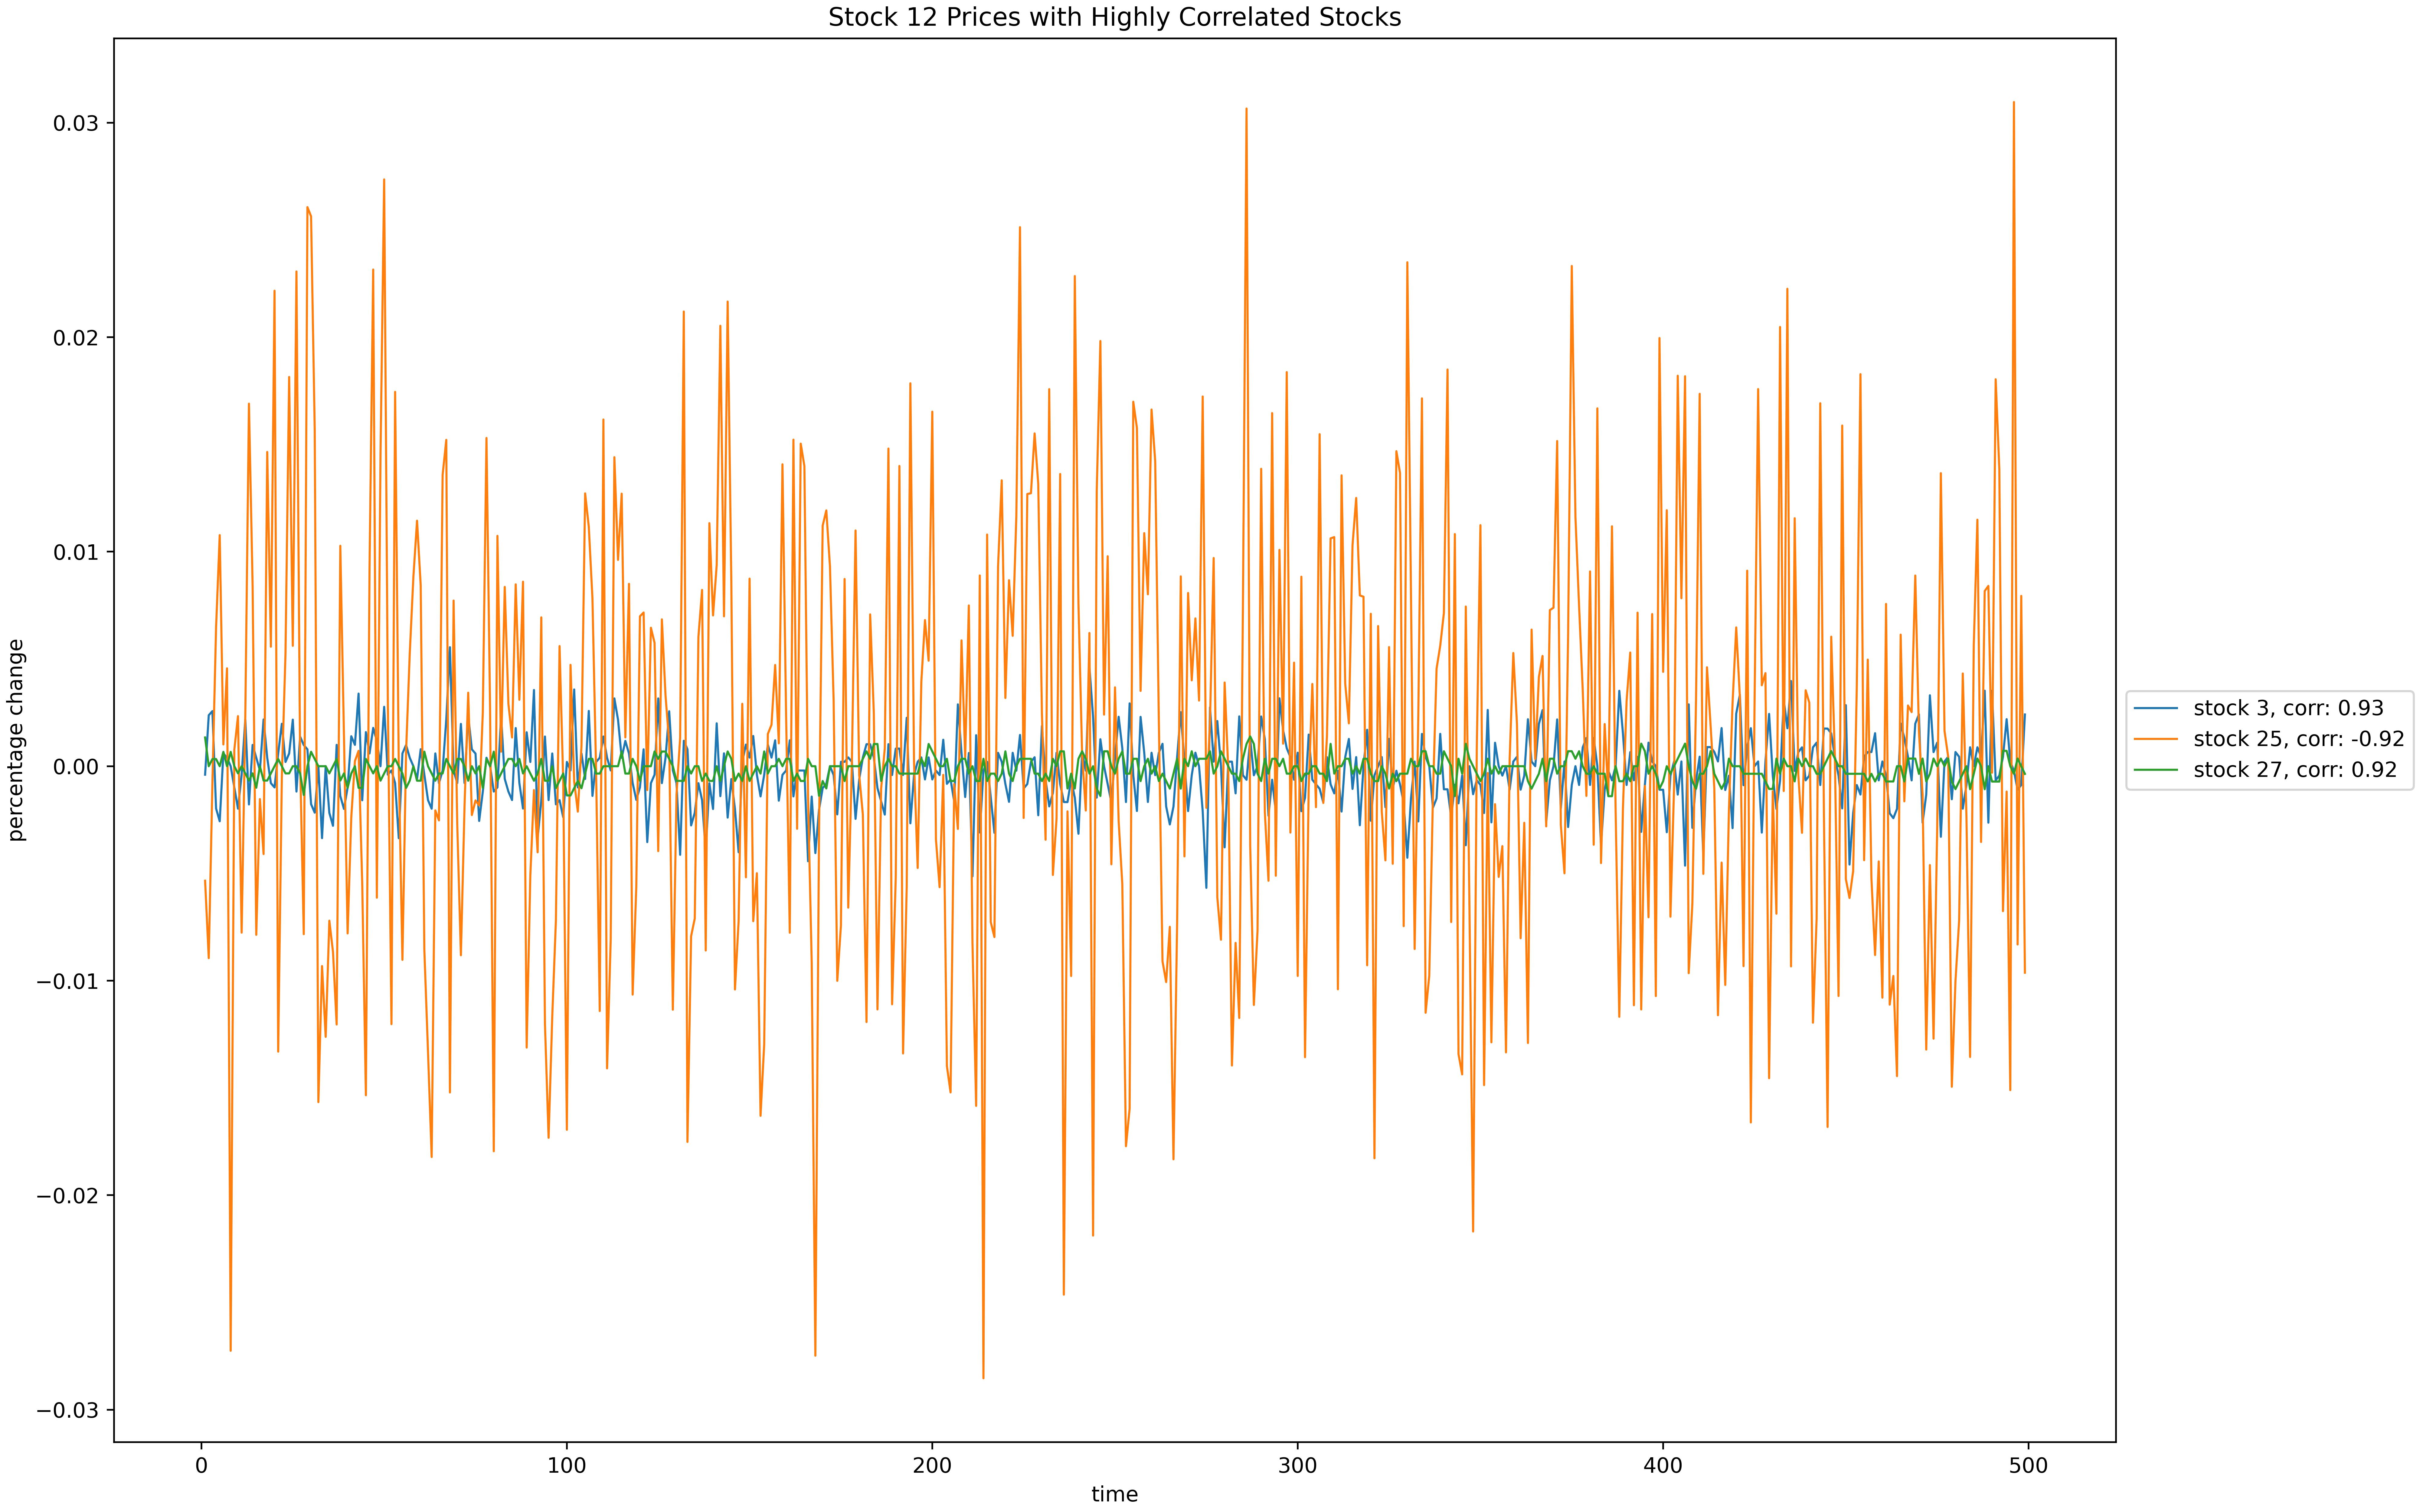 Stock 12 Prices with Highly Correlated Stocks
percentage change
0.03
0.02
0.01
0.00
−0.01
−0.02
−0.03
0
100
200
300
400
500
time
stock 3, corr: 0.93
stock 25, corr: -0.92
stock 27, corr: 0.92